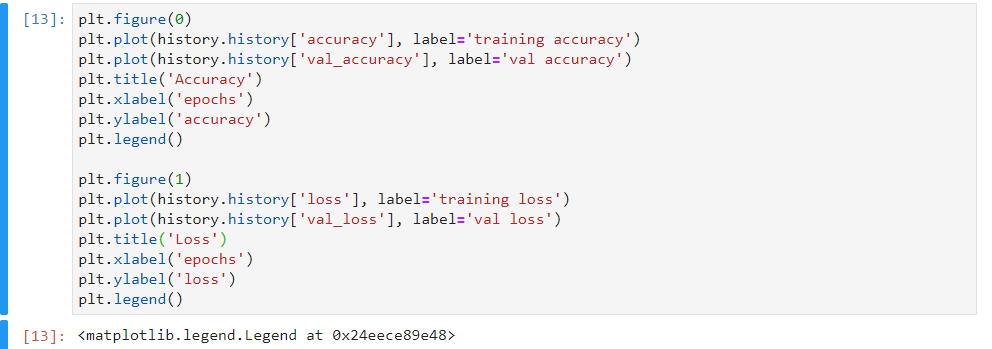 [13]: plt.figure(0)
plt.plot(history.history['accuracy'], label='training accuracy')
plt.plot(history.history['val_accuracy'], label='val accuracy')
plt.title('Accuracy')
plt.xlabel('epochs')
plt.ylabel('accuracy')
plt.legend()

plt.figure(1)
plt.plot(history.history['loss'], label='training loss')
plt.plot(history.history['val_loss'], label='val loss')
plt.title('Loss')
plt.xlabel('epochs')
plt.ylabel('loss')
plt.legend()
[13]: <matplotlib.legend.Legend at 0x24eece89e48>